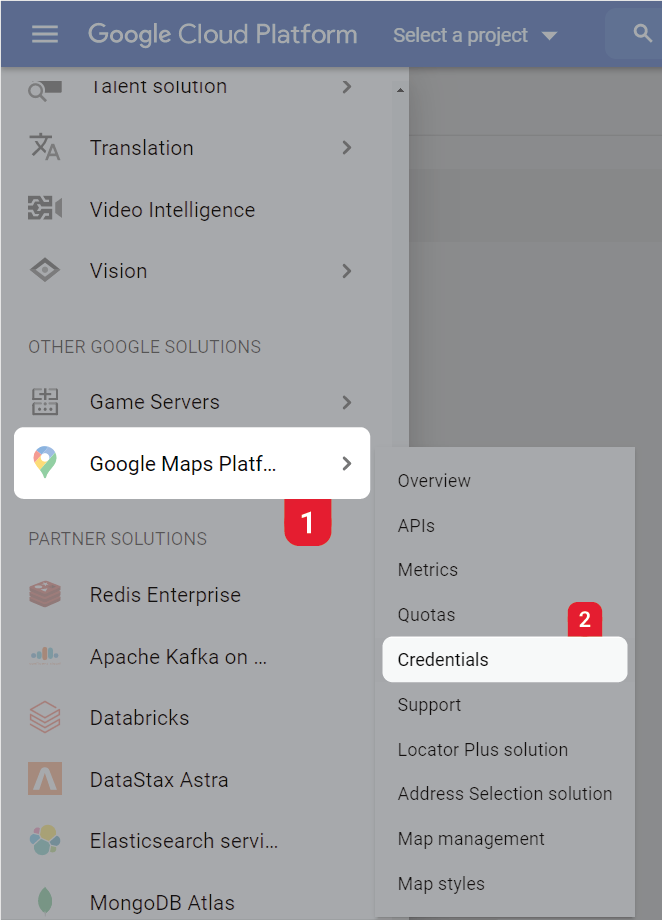 Google Cloud Platform
Select a project
Talent solution
Translation
Video Intelligence
Vision
OTHER GOOGLE SOLUTIONS
Game Servers
Google Maps Platf...
1
PARTNER SOLUTIONS
Redis Enterprise
Apache Kafka on ...
Databricks
DataStax Astra
Elasticsearch servi...
MongoDB Atlas
Overview
APIs
Metrics
Quotas
2
Credentials
Support
Locator Plus solution
Address Selection solution
Map management
Map styles